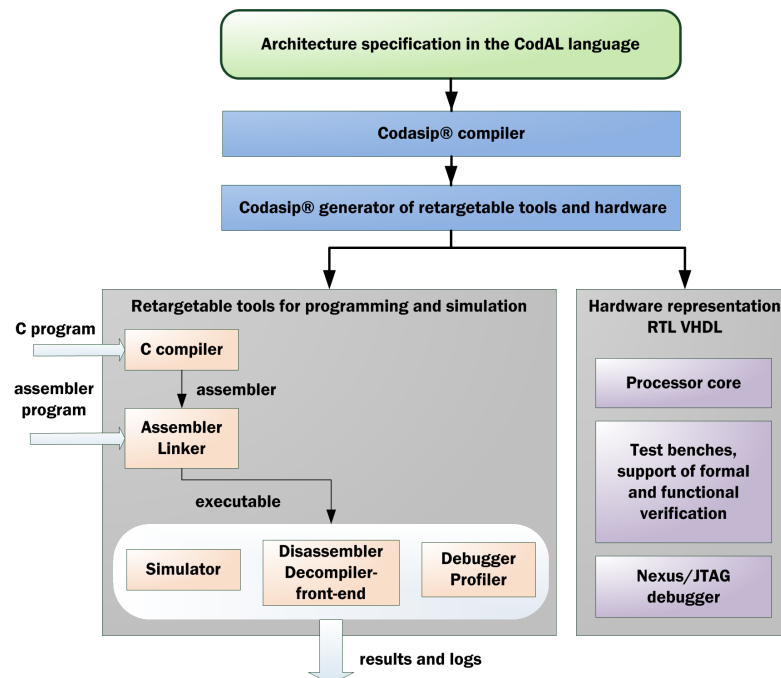 Architecture specification in the CodAL language
Codasip® compiler
Codasip® generator of retargetable tools and hardware
Retargetable tools for programming and simulation
C program
C compiler
assembler
assembler
program
Assembler
Linker
executable
Simulator
Disassembler
Decompiler-
front-end
Debugger
Profiler
results and logs
Hardware representation
RTL VHDL
Processor core
Test benches,
support of formal
and functional
verification
Nexus/JTAG
debugger